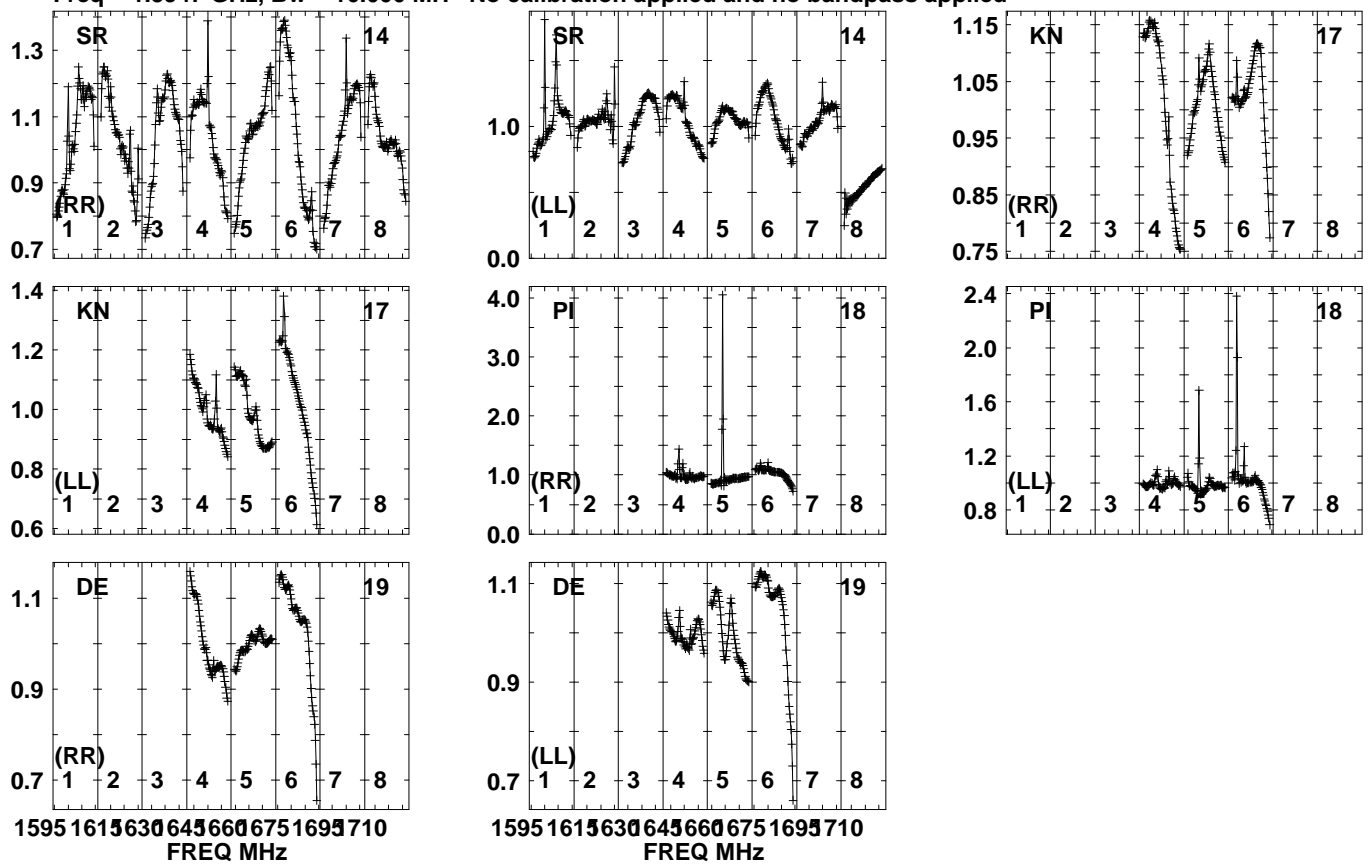 Freq = 1.5947 GHz, Bw = 16.000 MH No calibration applied and no bandpass applied
SR 14
1.3
1.1
0.9
0.7
(RR)
1 2 3 4 5 6 7 8
SR 14
1.0
0.0
(LL)
1 2 3 4 5 6 7 8
KN 17
1.15
1.05
0.95
0.85
0.75
(RR)
1 2 3 4 5 6 7 8
KN 17
1.4
1.2
1.0
0.8
0.6
(LL)
1 2 3 4 5 6 7 8
PI 18
4.0
3.0
2.0
1.0
0.0
(RR)
1 2 3 4 5 6 7 8
PI 18
2.4
2.0
1.6
1.2
0.8
(LL)
1 2 3 4 5 6 7 8
DE 19
1.1
0.9
0.7
(RR)
1 2 3 4 5 6 7 8
1595 1615 1630 1645 1660 1675 1695 1710
FREQ MHz
DE 19
1.1
0.9
0.7
(LL)
1 2 3 4 5 6 7 8
1595 1615 1630 1645 1660 1675 1695 1710
FREQ MHz